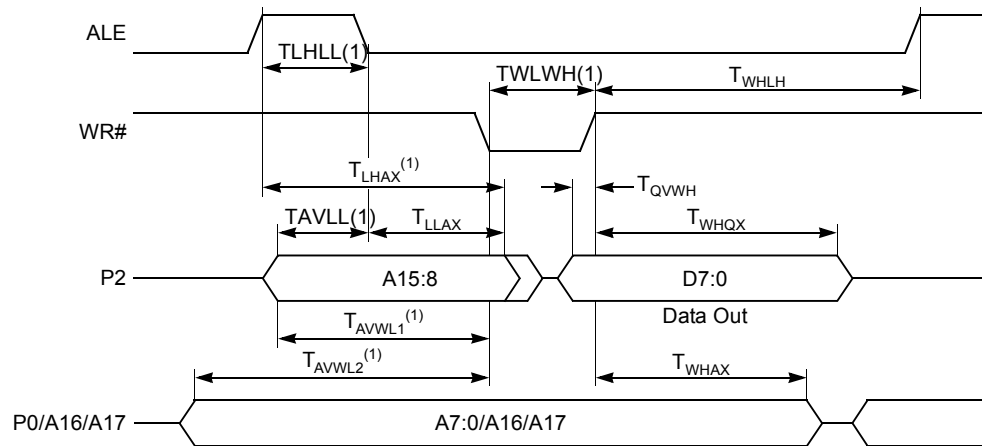 ALE
TLHLL(1)
TWLWH(1)
TWHLH
WR#
TLHAX(1)
TQVWH
TAVLL(1)
TLLAX
TWHQX
P2
A15:8
D7:0
Data Out
TAVWL1(1)
TAVWL2(1)
TWHAX
P0/A16/A17
A7:0/A16/A17